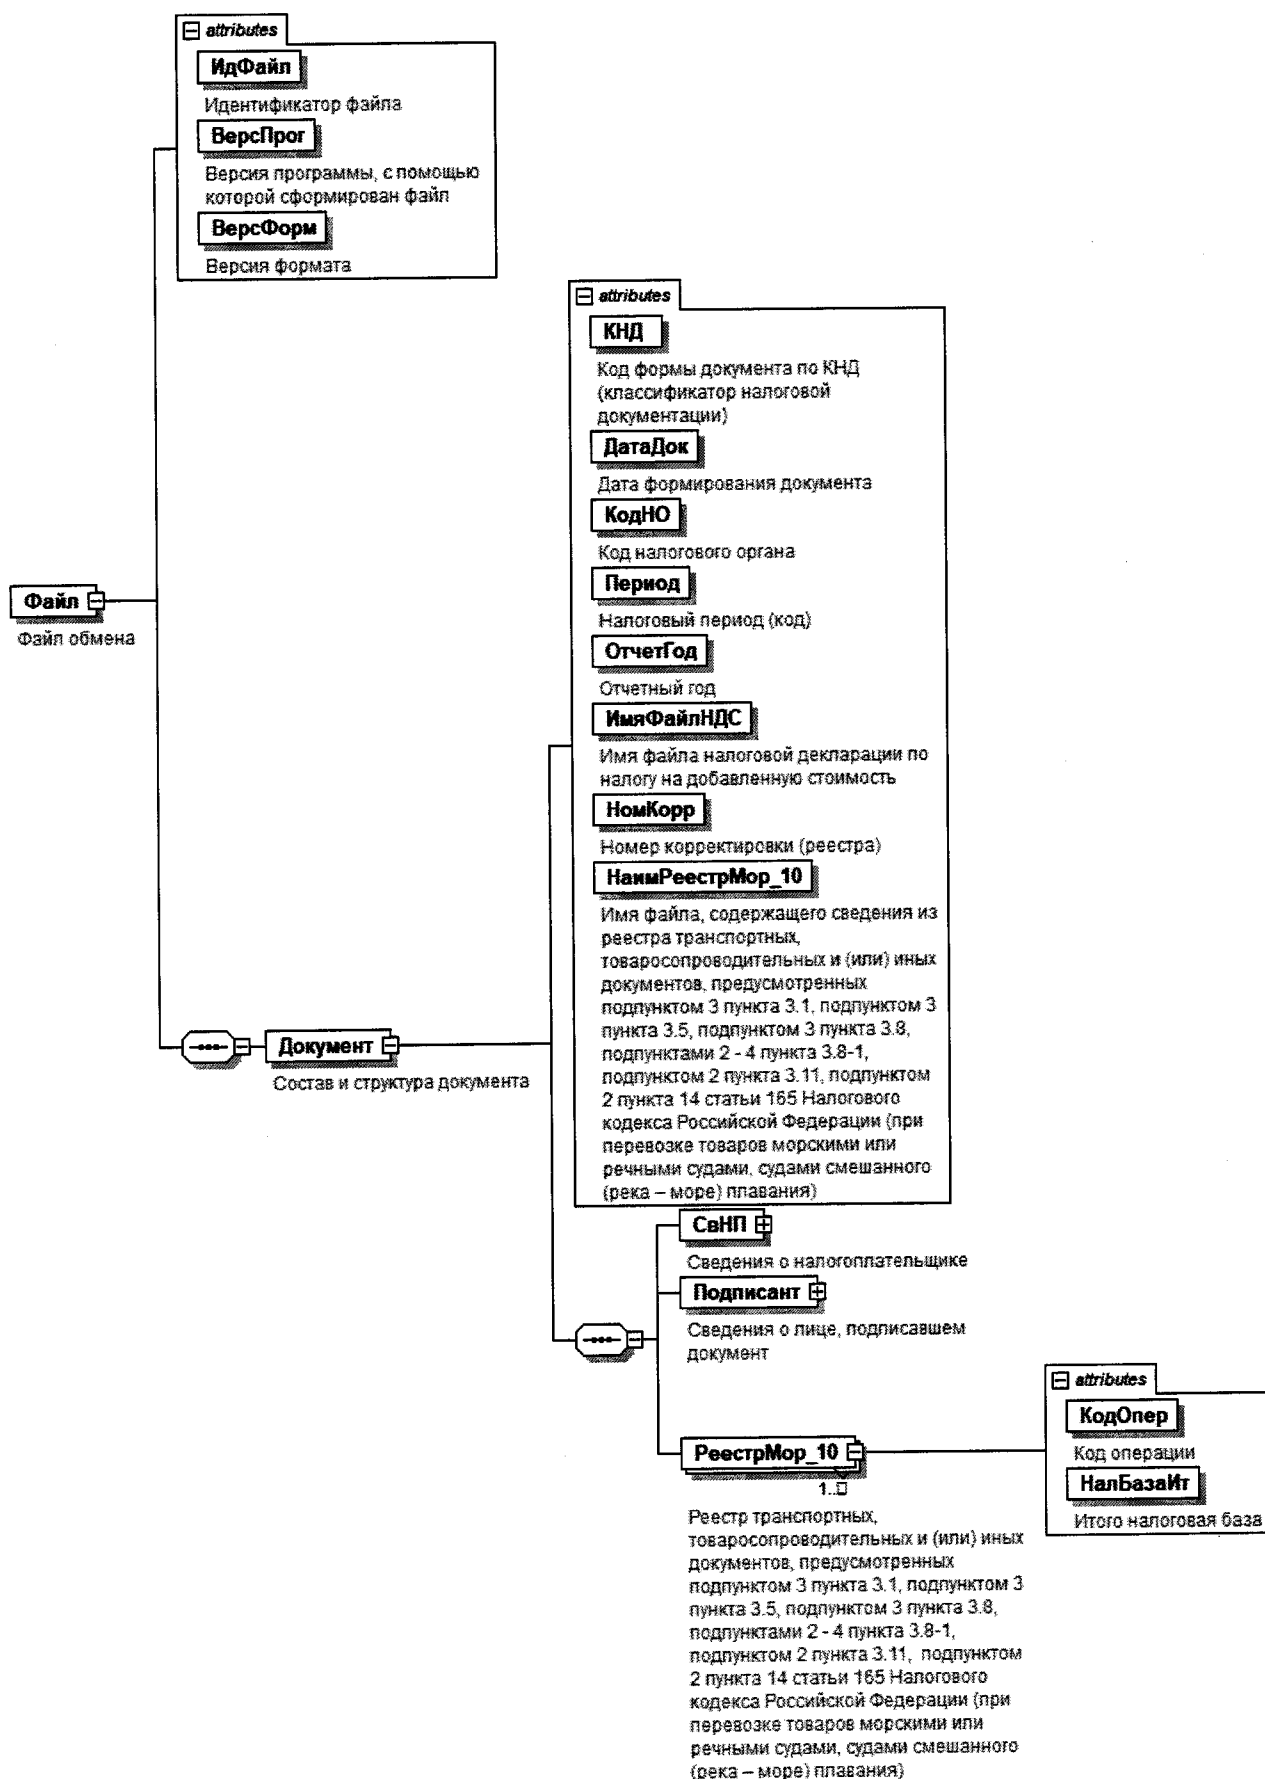 attributes
ИдФайл
Идентификатор файла
ВерсПрог
Версия программы, с помощью
которой сформирован файл
ВерсФорм
Версия формата
attributes
КНД
Код формы документа по КНД
(классификатор налоговой
документации)
ДатаДок
Дата формирования документа
КодНО
Код налогового органа
Период
Налоговый период (код)
ОтчетГод
Отчетный год
ИмяФайлНДС
Имя файла налоговой декларации по
налогу на добавленную стоимость
НомКорр
Номер корректировки (реестра)
НаимРеестрМор_10
Имя файла, содержащего сведения из
реестра транспортных,
товаросопроводительных и (или) иных
документов, предусмотренных
подпунктом 3 пункта 3.1, подпунктом 3
пункта 3.5, подпунктом 3 пункта 3.8,
подпунктами 2 - 4 пункта 3.8-1,
подпунктом 2 пункта 3.11, подпунктом
2 пункта 14 статьи 165 Налогового
кодекса Российской Федерации (при
перевозке товаров морскими или
речными судами, судами смешанного
(река – море) плавания)
Файл
Файл обмена
Документ
Состав и структура документа
СвНП
Сведения о налогоплательщике
Подписант
Сведения о лице, подписавшем
документ
РеестрМор_10
1..□
Реестр транспортных,
товаросопроводительных и (или) иных
документов, предусмотренных
подпунктом 3 пункта 3.1, подпунктом 3
пункта 3.5, подпунктом 3 пункта 3.8,
подпунктами 2 - 4 пункта 3.8-1,
подпунктом 2 пункта 3.11, подпунктом
2 пункта 14 статьи 165 Налогового
кодекса Российской Федерации (при
перевозке товаров морскими или
речными судами, судами смешанного
(река – море) плавания)
attributes
КодОпер
Код операции
НалБазаИт
Итого налоговая база